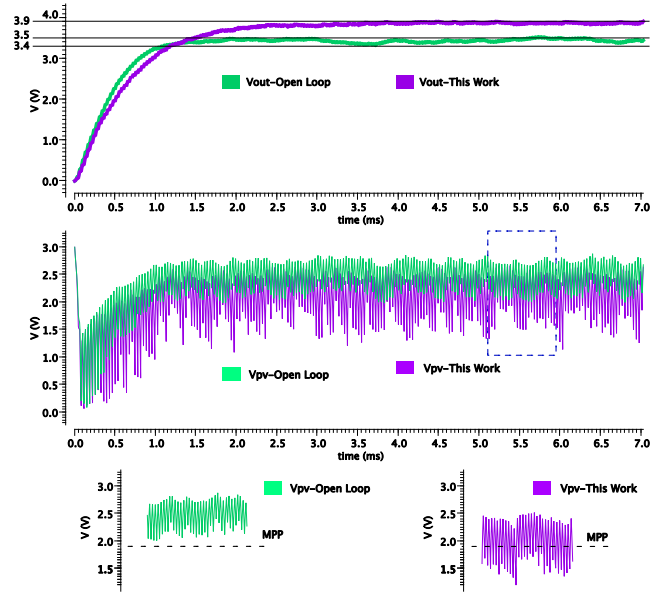 4.0
3.9
3.5
3.4
3.0
2.0
1.0
0.0
V (V)
Vout-Open Loop Vout-This Work
0.0 0.5 1.0 1.5 2.0 2.5 3.0 3.5 4.0 4.5 5.0 5.5 6.0 6.5 7.0
time (ms)
3.0
2.5
2.0
1.5
1.0
0.5
0.0
V (V)
Vpv-Open Loop Vpv-This Work
0.0 0.5 1.0 1.5 2.0 2.5 3.0 3.5 4.0 4.5 5.0 5.5 6.0 6.5 7.0
time (ms)
Vpv-Open Loop
3.0
2.5
2.0
1.5
V (V)
MPP
Vpv-This Work
3.0
2.5
2.0
1.5
V (V)
MPP